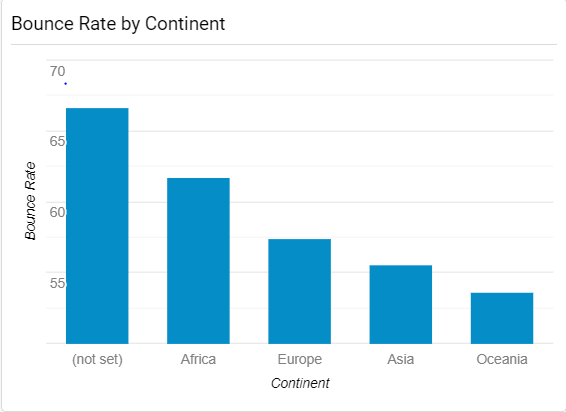 Bounce Rate by Continent
70
65
60
55
Bounce Rate
(not set) Africa Europe Asia Oceania
Continent